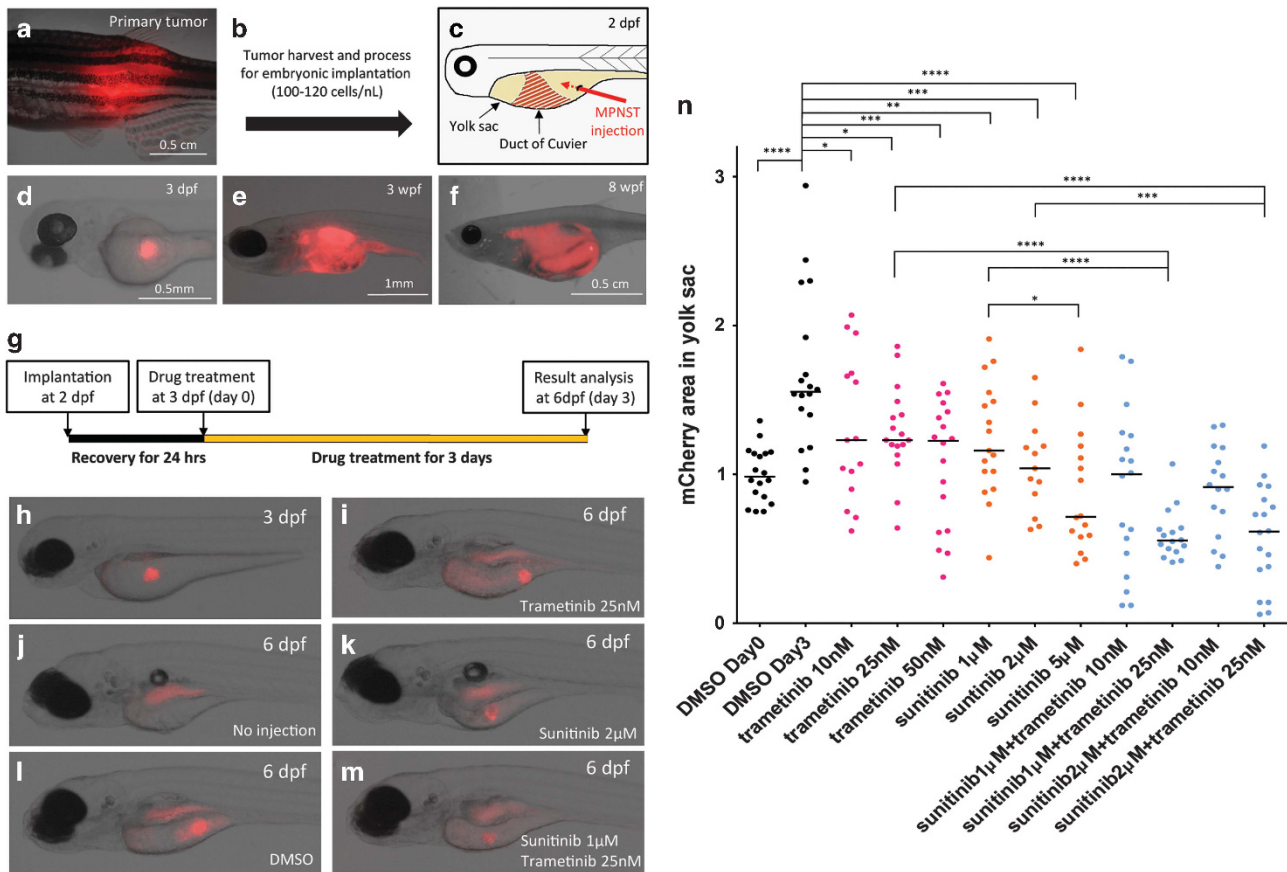 a
Primary tumor
0.5 cm
b
Tumor harvest and process
for embryonic implantation
(100-120 cells/nL)
c
2 dpf
Yolk sac
MPNST
injection
Duct of Cuvier
d
3 dpf
0.5mm
e
3 wpf
1mm
f
8 wpf
0.5 cm
g
Implantation
at 2 dpf
Drug treatment
at 3 dpf (day 0)
Result analysis
at 6dpf (day 3)
Recovery for 24 hrs
Drug treatment for 3 days
h
3 dpf
i
6 dpf
Trametinib 25nM
j
6 dpf
No injection
k
6 dpf
Sunitinib 2µM
l
6 dpf
DMSO
m
6 dpf
Sunitinib 1µM
Trametinib 25nM
n
****
***
**
***
*
****
*
****
***
****
****
*
mCherry area in yolk sac
3
2
1
0
DMSO Day0
DMSO Day3
trametinib 10nM
trametinib 25nM
trametinib 50nM
sunitinib 1µM
sunitinib 2µM
sunitinib 5µM
sunitinib1µM+trametinib 10nM
sunitinib1µM+trametinib 25nM
sunitinib2µM+trametinib 10nM
sunitinib2µM+trametinib 25nM